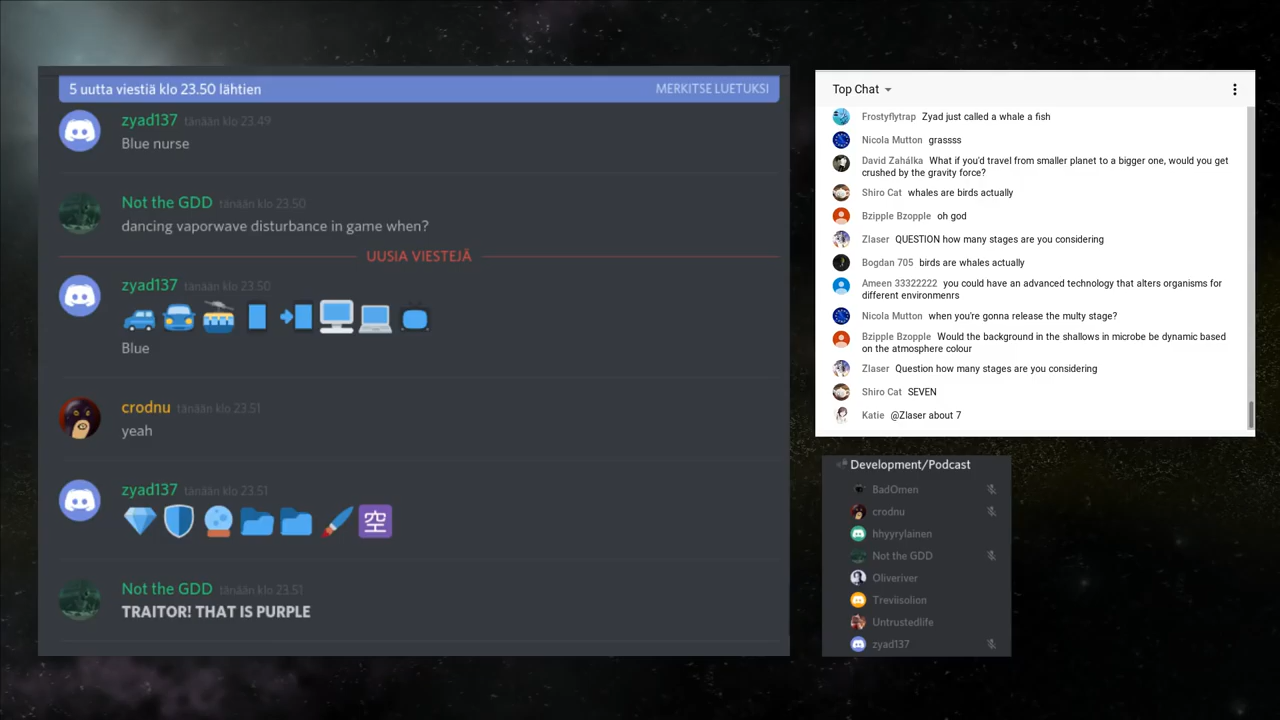 5 uutta viestiä klo 23.50 lähtien
MERKITSE LUETUKSI
zyad137 tänään klo 23.49
Blue nurse
Not the GDD tänään klo 23.50
dancing vaporwave disturbance in game when?
UUSIA VIESTEJÄ
zyad137 tänään klo 23.50
Blue
crodnu tänään klo 23.51
yeah
zyad137 tänään klo 23.51
空
Not the GDD tänään klo 23.51
TRAITOR! THAT IS PURPLE
Top Chat
Frostyflytrap Zyad just called a whale a fish
Nicola Mutton grassss
David Zahálka What if you'd travel from smaller planet to a bigger one, would you get
crushed by the gravity force?
Shiro Cat whales are birds actually
Bzipple Bzopple oh god
Zlaser QUESTION how many stages are you considering
Bogdan 705 birds are whales actually
Ameen 33322222 you could have an advanced technology that alters organisms for
different environmenrs
Nicola Mutton when you're gonna release the multy stage?
Bzipple Bzopple Would the background in the shallows in microbe be dynamic based
on the atmosphere colour
Zlaser Question how many stages are you considering
Shiro Cat SEVEN
Katie @Zlaser about 7
Development/Podcast
BadOmen
crodnu
hhyyrylainen
Not the GDD
Oliveriver
Treviisolion
Untrustedlife
zyad137